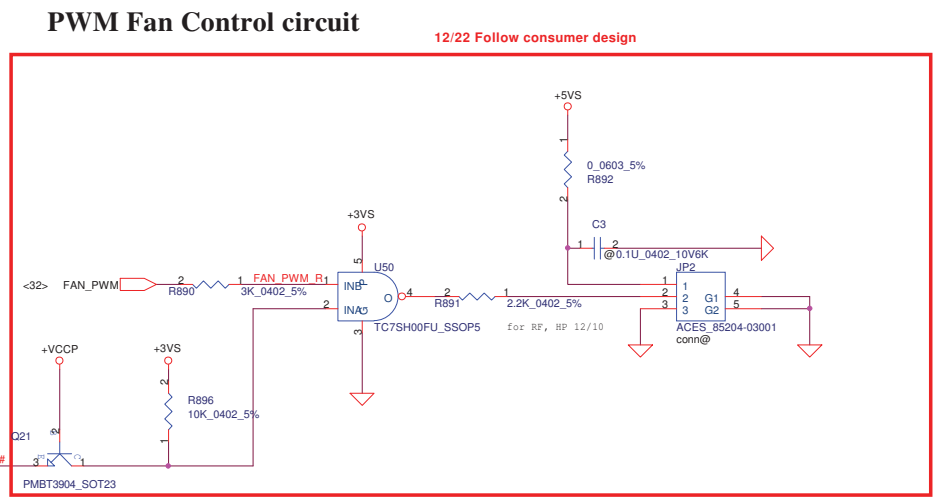 PWM Fan Control circuit
12/22 Follow consumer design
+5VS
1
0_0603_5%
R892
2
+3VS
C3
1 2
@0.1U_0402_10V6K
5
U50
JP2
<32> FAN_PWM
2 1
R890
FAN_PWM_R
3K_0402_5%
1
INB
P
2
INA
G
O
4
3
TC7SH00FU_SSOP5
2 1
R891
2.2K_0402_5%
for RF, HP 12/10
1 1
2 2
3 3
G1 4
G2 5
ACES_85204-03001
conn@
+VCCP
+3VS
2
R896
10K_0402_5%
1
Q21
2
B
#
3 E C 1
PMBT3904_SOT23